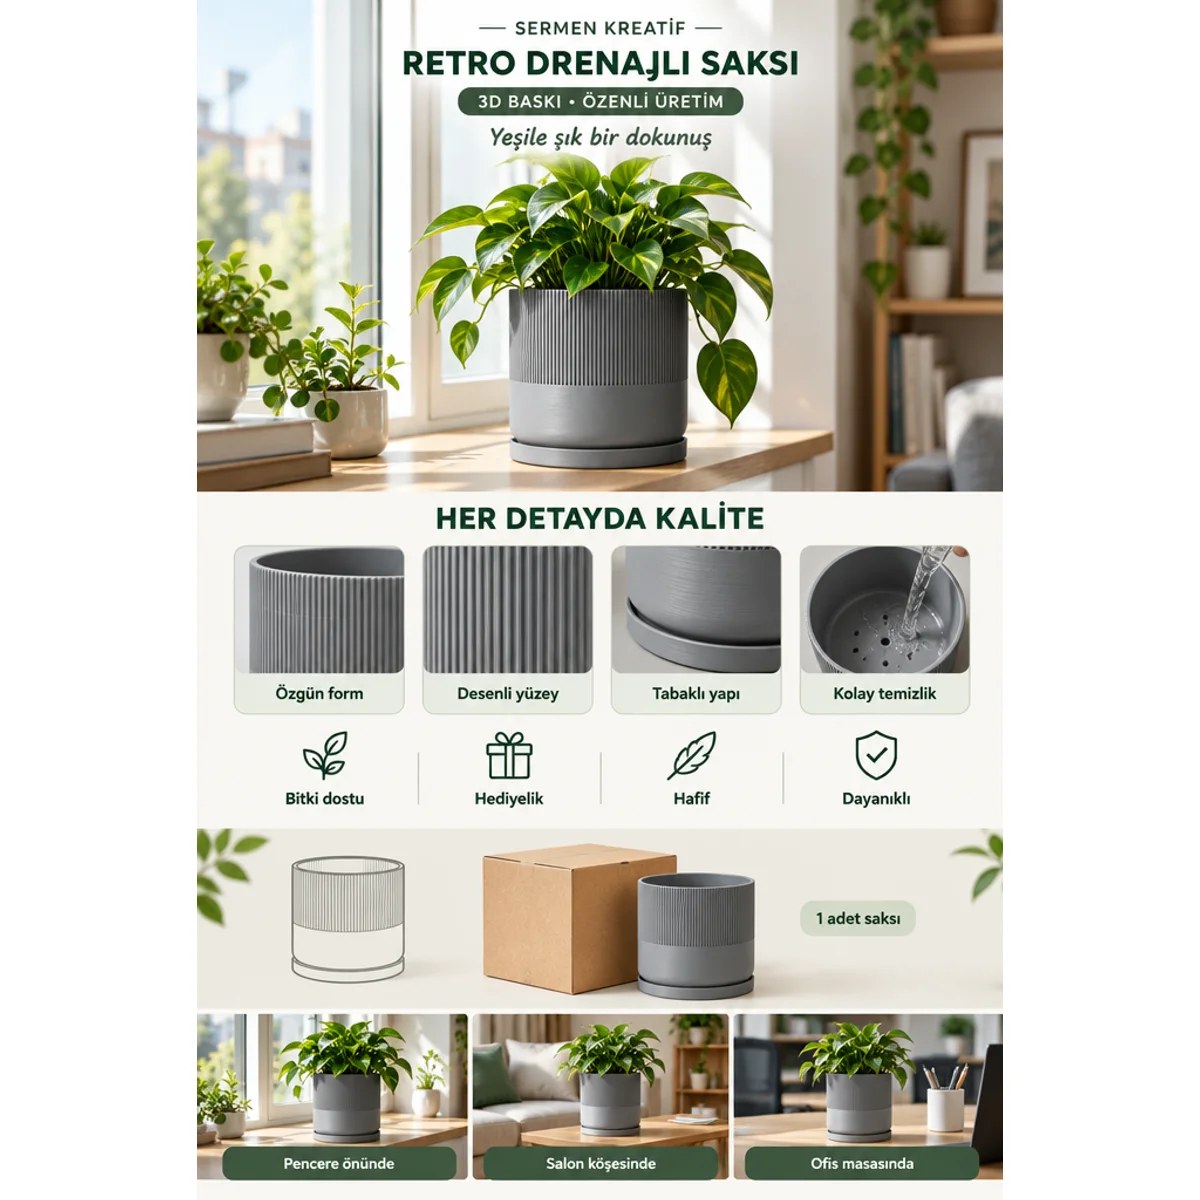 SERMEN KREATİF
RETRO DRENAJLI SAKSI
3D BASKI • ÖZENLİ ÜRETİM
Yeşile şık bir dokunuş
HER DETAYDA KALİTE
Özgün form
Desenli yüzey
Tabaklı yapı
Kolay temizlik
Bitki dostu
Hediyelik
Hafif
Dayanıklı
1 adet saksı
Pencere önünde
Salon köşesinde
Ofis masasında